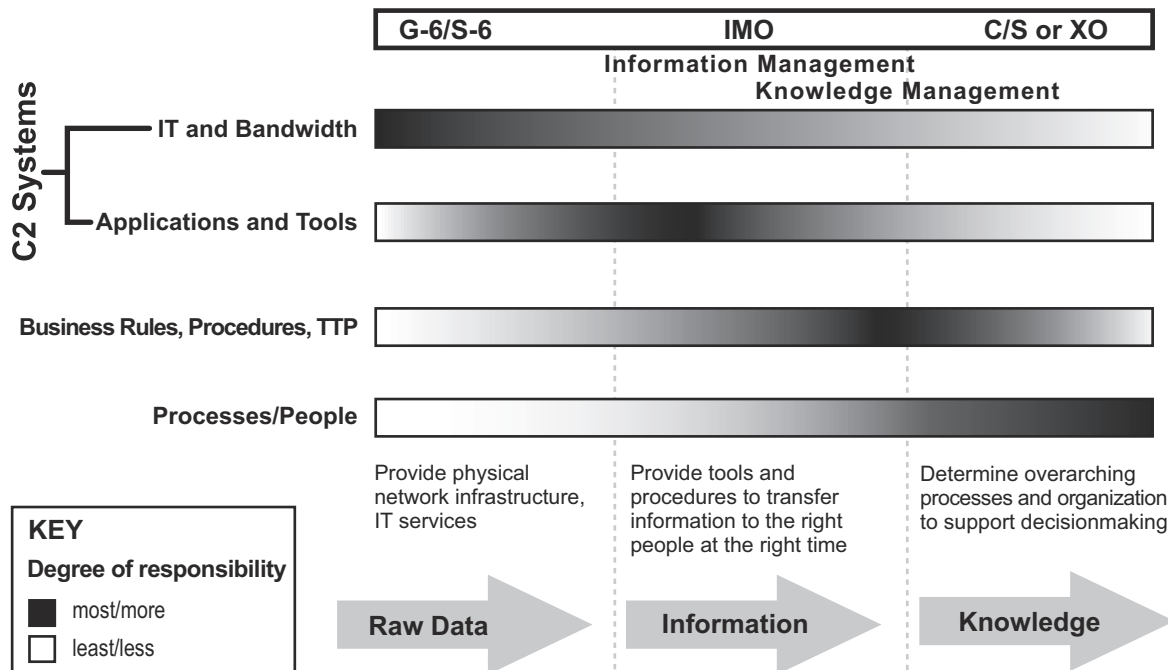 G-6/S-6 IMO C/S or XO
Information Management
Knowledge Management
C2 Systems
IT and Bandwidth
Applications and Tools
Business Rules, Procedures, TTP
Processes/People
Provide physical
network infrastructure,
IT services
Provide tools and
procedures to transfer
information to the right
people at the right time
Determine overarching
processes and organization
to support decisionmaking
KEY
Degree of responsibility
most/more
least/less
Raw Data
Information
Knowledge